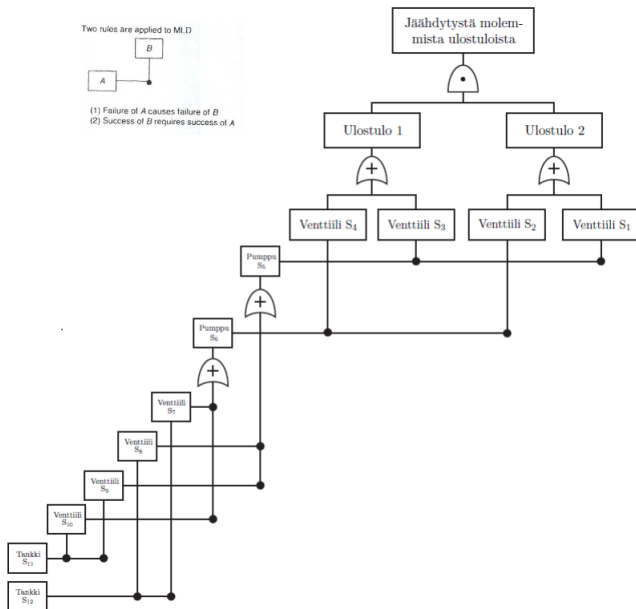 Two rules are applied to MLD
B
A
(1) Failure of A causes failure of B
(2) Success of B requires success of A
Jäähdytystä molem-
mista ulostuloista
Ulostulo 1
Ulostulo 2
+
+
Venttiili S₄
Venttiili S₃
Venttiili S₂
Venttiili S₁
Pumppu
S₅
+
Pumppu
S₆
+
Venttiili
S₇
Venttiili
S₈
Venttiili
S₉
Venttiili
S₁₀
Tankki
S₁₁
Tankki
S₁₂